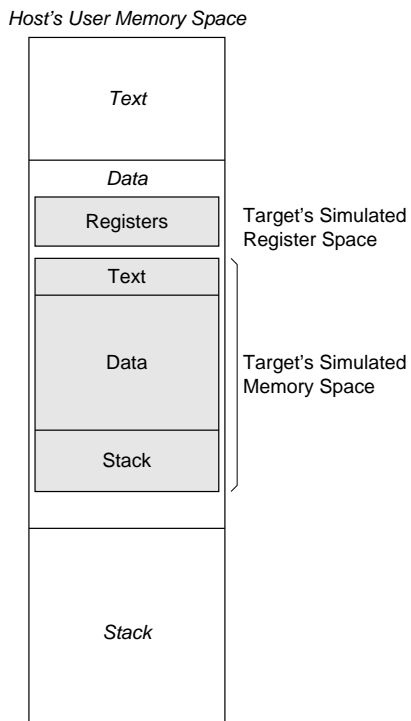 Host's User Memory Space
Text
Data
Registers
Target's Simulated
Register Space
Text
Data
Target's Simulated
Memory Space
Stack
Stack